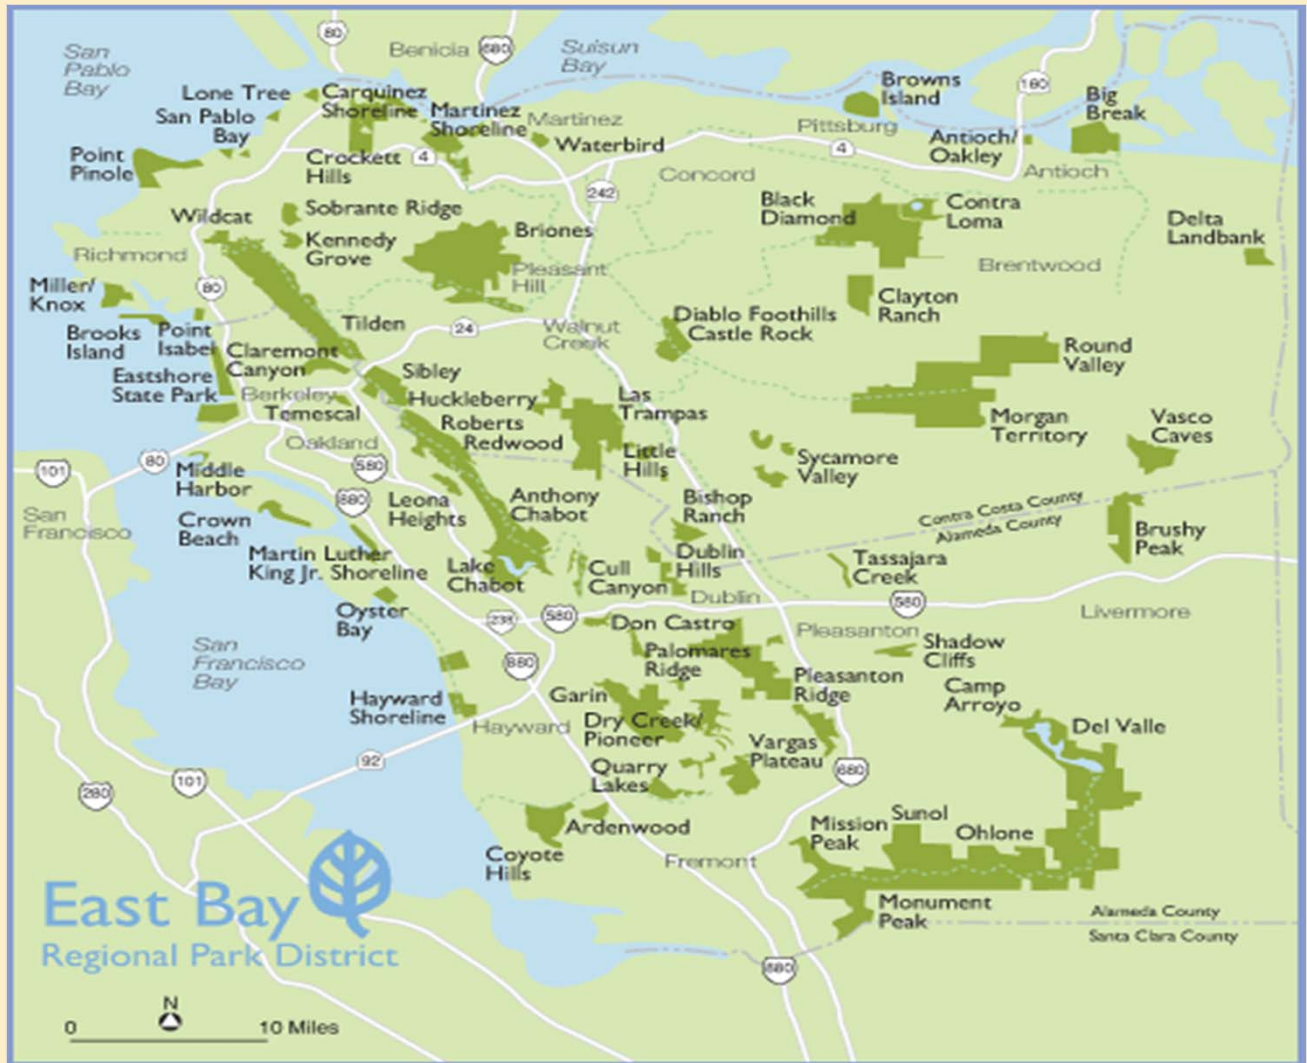 80
680
San
Pablo
Bay
Benicia
Suisun
Bay
Lone Tree
Carquinez
Shoreline
San Pablo
Bay
Martinez
Shoreline
Martinez
Browns
Island
160
Big
Break
Point
Pinole
Crockett
Hills
4
Waterbird
Pittsburg
4
Antioch/
Oakley
Antioch
Concord
242
Wildcat
Sobrante Ridge
Kennedy
Grove
Briones
Black
Diamond
Contra
Loma
Delta
Landbank
Richmond
Pleasant
Hill
Brentwood
Miller/
Knox
80
Clayton
Ranch
Brooks
Island
Point
Isabel
Tilden
24
Walnut
Creek
Diablo Foothills
Castle Rock
Round
Valley
Claremont
Canyon
Eastshore
State Park
Berkeley
Sibley
Huckleberry
Las
Trampas
Temescal
Roberts
Redwood
Morgan
Territory
Vasco
Caves
Oakland
580
Little
Hills
Sycamore
Valley
101
80
Middle
Harbor
880
Leona
Heights
Anthony
Chabot
Bishop
Ranch
Contra Costa County
Alameda County
San
Francisco
Crown
Beach
Brushy
Peak
Martin Luther
King Jr. Shoreline
Lake
Chabot
Cull
Canyon
Dublin
Hills
Tassajara
Creek
Dublin
580
Livermore
Oyster
Bay
238
580
Don Castro
Pleasanton
Shadow
Cliffs
San
Francisco
Bay
880
Palomares
Ridge
Pleasanton
Ridge
Camp
Arroyo
Hayward
Shoreline
Garin
Hayward
Dry Creek/
Pioneer
Del Valle
Vargas
Plateau
92
Quarry
Lakes
680
101
280
Ardenwood
Mission
Peak
Sunol
Ohlone
Coyote
Hills
Fremont
Monument
Peak
Alameda County
Santa Clara County
880
East Bay
Regional Park District
N
0
10 Miles